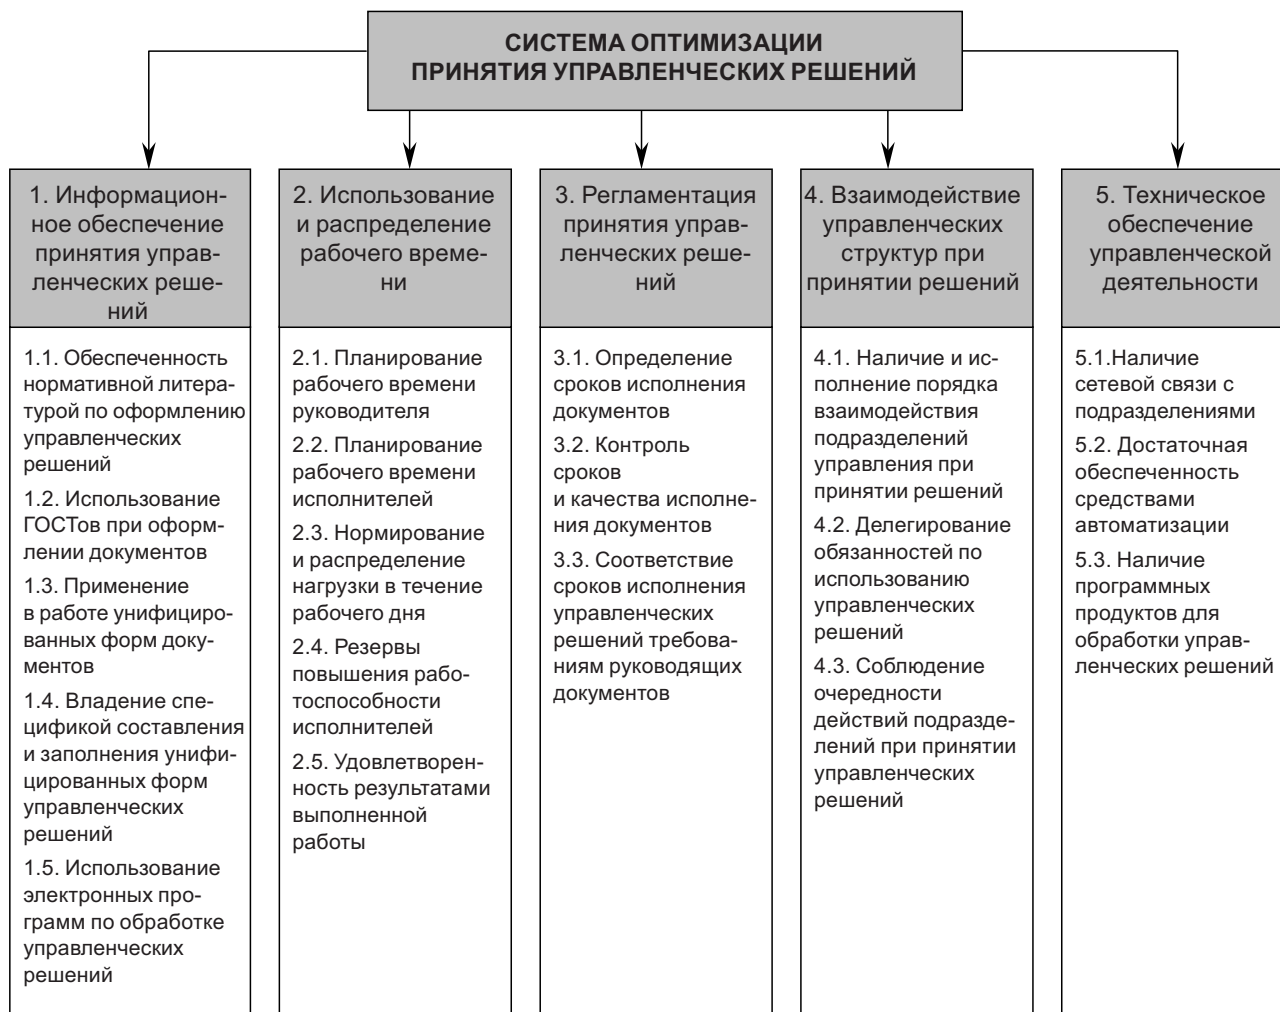 СИСТЕМА ОПТИМИЗАЦИИ
ПРИНЯТИЯ УПРАВЛЕНЧЕСКИХ РЕШЕНИЙ
1. Информацион-
ное обеспечение
принятия управ-
ленческих реше-
ний
1.1. Обеспеченность
нормативной литера-
турой по оформлению
управленческих
решений
1.2. Использование
ГОСТов при оформ-
лении документов
1.3. Применение
в работе унифициро-
ванных форм доку-
ментов
1.4. Владение спе-
цификой составления
и заполнения унифи-
цированных форм
управленческих
решений
1.5. Использование
электронных про-
грамм по обработке
управленческих
решений
2. Использование
и распределение
рабочего време-
ни
2.1. Планирование
рабочего времени
руководителя
2.2. Планирование
рабочего времени
исполнителей
2.3. Нормирование
и распределение
нагрузки в течение
рабочего дня
2.4. Резервы
повышения рабо-
тоспособности
исполнителей
2.5. Удовлетворен-
ность результатами
выполненной
работы
3. Регламентация
принятия управ-
ленческих реше-
ний
3.1. Определение
сроков исполнения
документов
3.2. Контроль
сроков
и качества исполне-
ния документов
3.3. Соответствие
сроков исполнения
управленческих
решений требова-
ниям руководящих
документов
4. Взаимодействие
управленческих
структур при
принятии решений
4.1. Наличие и ис-
полнение порядка
взаимодействия
подразделений
управления при
принятии решений
4.2. Делегирование
обязанностей по
использованию
управленческих
решений
4.3. Соблюдение
очередности
действий подразде-
лений при принятии
управленческих
решений
5. Техническое
обеспечение
управленческой
деятельности
5.1.Наличие
сетевой связи с
подразделениями
5.2. Достаточная
обеспеченность
средствами
автоматизации
5.3. Наличие
программных
продуктов для
обработки управ-
ленческих решений